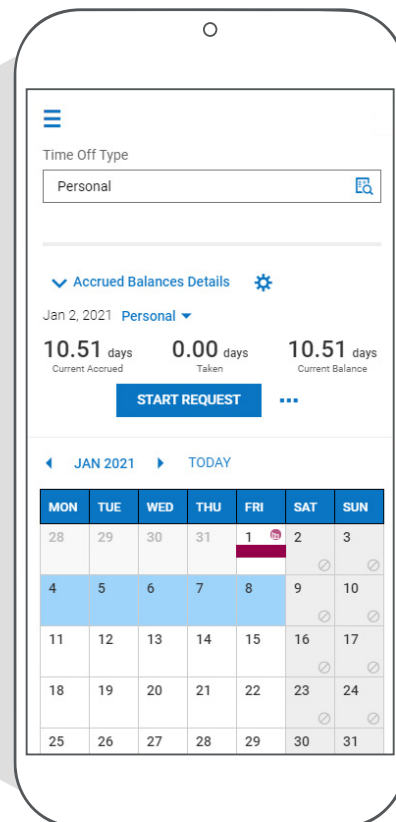 Time Off Type
Personal
Accrued Balances Details
Jan 2, 2021 Personal
10.51 days 0.00 days 10.51 days
Current Accrued Taken Current Balance
START REQUEST
JAN 2021 TODAY
MON TUE WED THU FRI SAT SUN
28 29 30 31 1 2 3
4 5 6 7 8 9 10
11 12 13 14 15 16 17
18 19 20 21 22 23 24
25 26 27 28 29 30 31